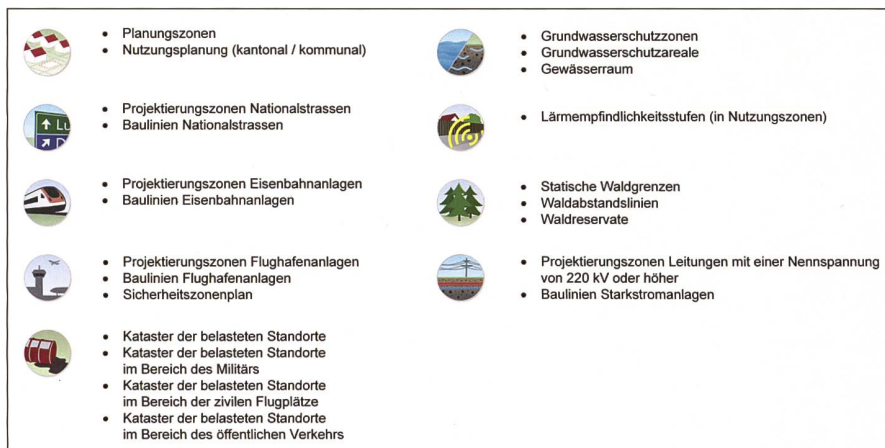 • Planungszonen
• Nutzungsplanung (kantonal / kommunal)
• Projektierungszonen Nationalstrassen
• Baulinien Nationalstrassen
• Projektierungszonen Eisenbahnanlagen
• Baulinien Eisenbahnanlagen
• Projektierungszonen Flughafenanlagen
• Baulinien Flughafenanlagen
• Sicherheitszonenplan
• Kataster der belasteten Standorte
• Kataster der belasteten Standorte
im Bereich des Militärs
• Kataster der belasteten Standorte
im Bereich der zivilen Flugplätze
• Kataster der belasteten Standorte
im Bereich des öffentlichen Verkehrs
• Grundwasserschutzzonen
• Grundwasserschutzareale
• Gewässerraum
• Lärmempfindlichkeitsstufen (in Nutzungszonen)
• Statische Waldgrenzen
• Waldabstandslinien
• Waldreservate
• Projektierungszonen Leitungen mit einer Nennspannung
von 220 kV oder höher
• Baulinien Starkstromanlagen